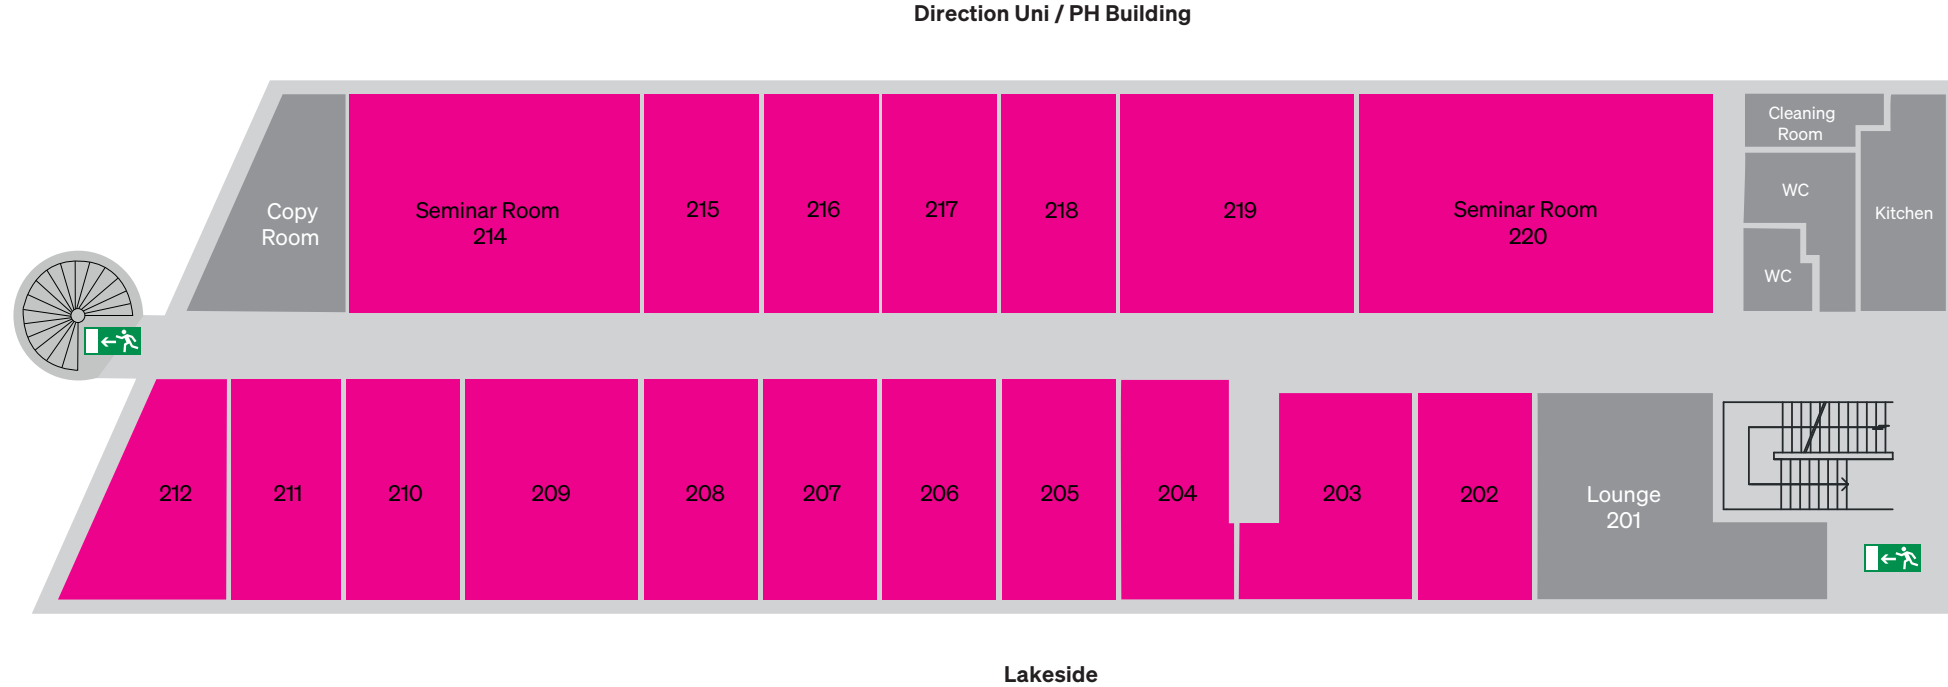 Direction Uni / PH Building
Cleaning
Room
WC
Copy
Room
Seminar Room
214
215
216
217
218
219
Seminar Room
220
Kitchen
WC
212
211
210
209
208
207
206
205
204
203
202
Lounge
201
Lakeside